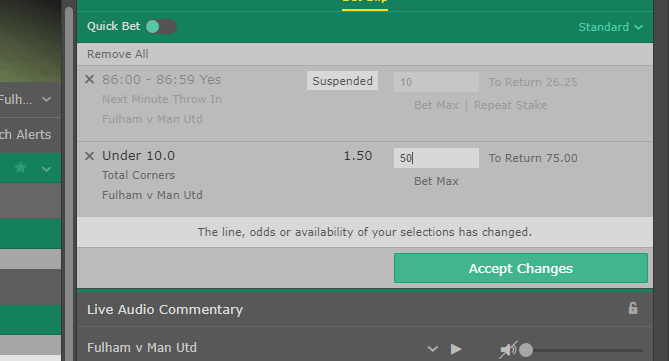 Quick Bet
Standard
Remove All
86:00 - 86:59 Yes Suspended 10 To Return 26.25
Next Minute Throw In Bet Max | Repeat Stake
Fulham v Man Utd
Under 10.0 1.50 50 To Return 75.00
Total Corners Bet Max
Fulham v Man Utd
The line, odds or availability of your selections has changed.
Accept Changes
Live Audio Commentary
Fulham v Man Utd
Fulh...
ch Alerts